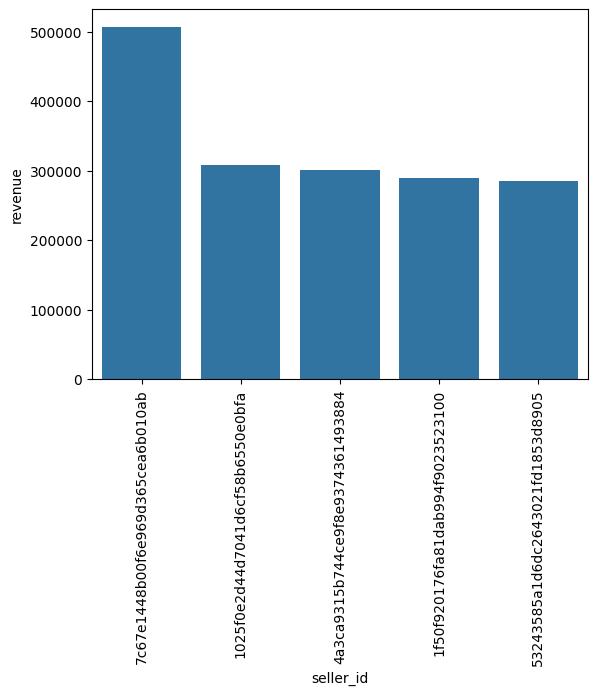 500000
400000
300000
200000
100000
0
revenue
7c67e1448b00f6e969d365cea6b010ab
1025f0e2d44d7041d6cf58b6550e0bfa
4a3ca9315b744ce9f8e9374361493884
1f50f920176fa81dab994f9023523100
53243585a1d6dc2643021fd1853d8905
seller_id